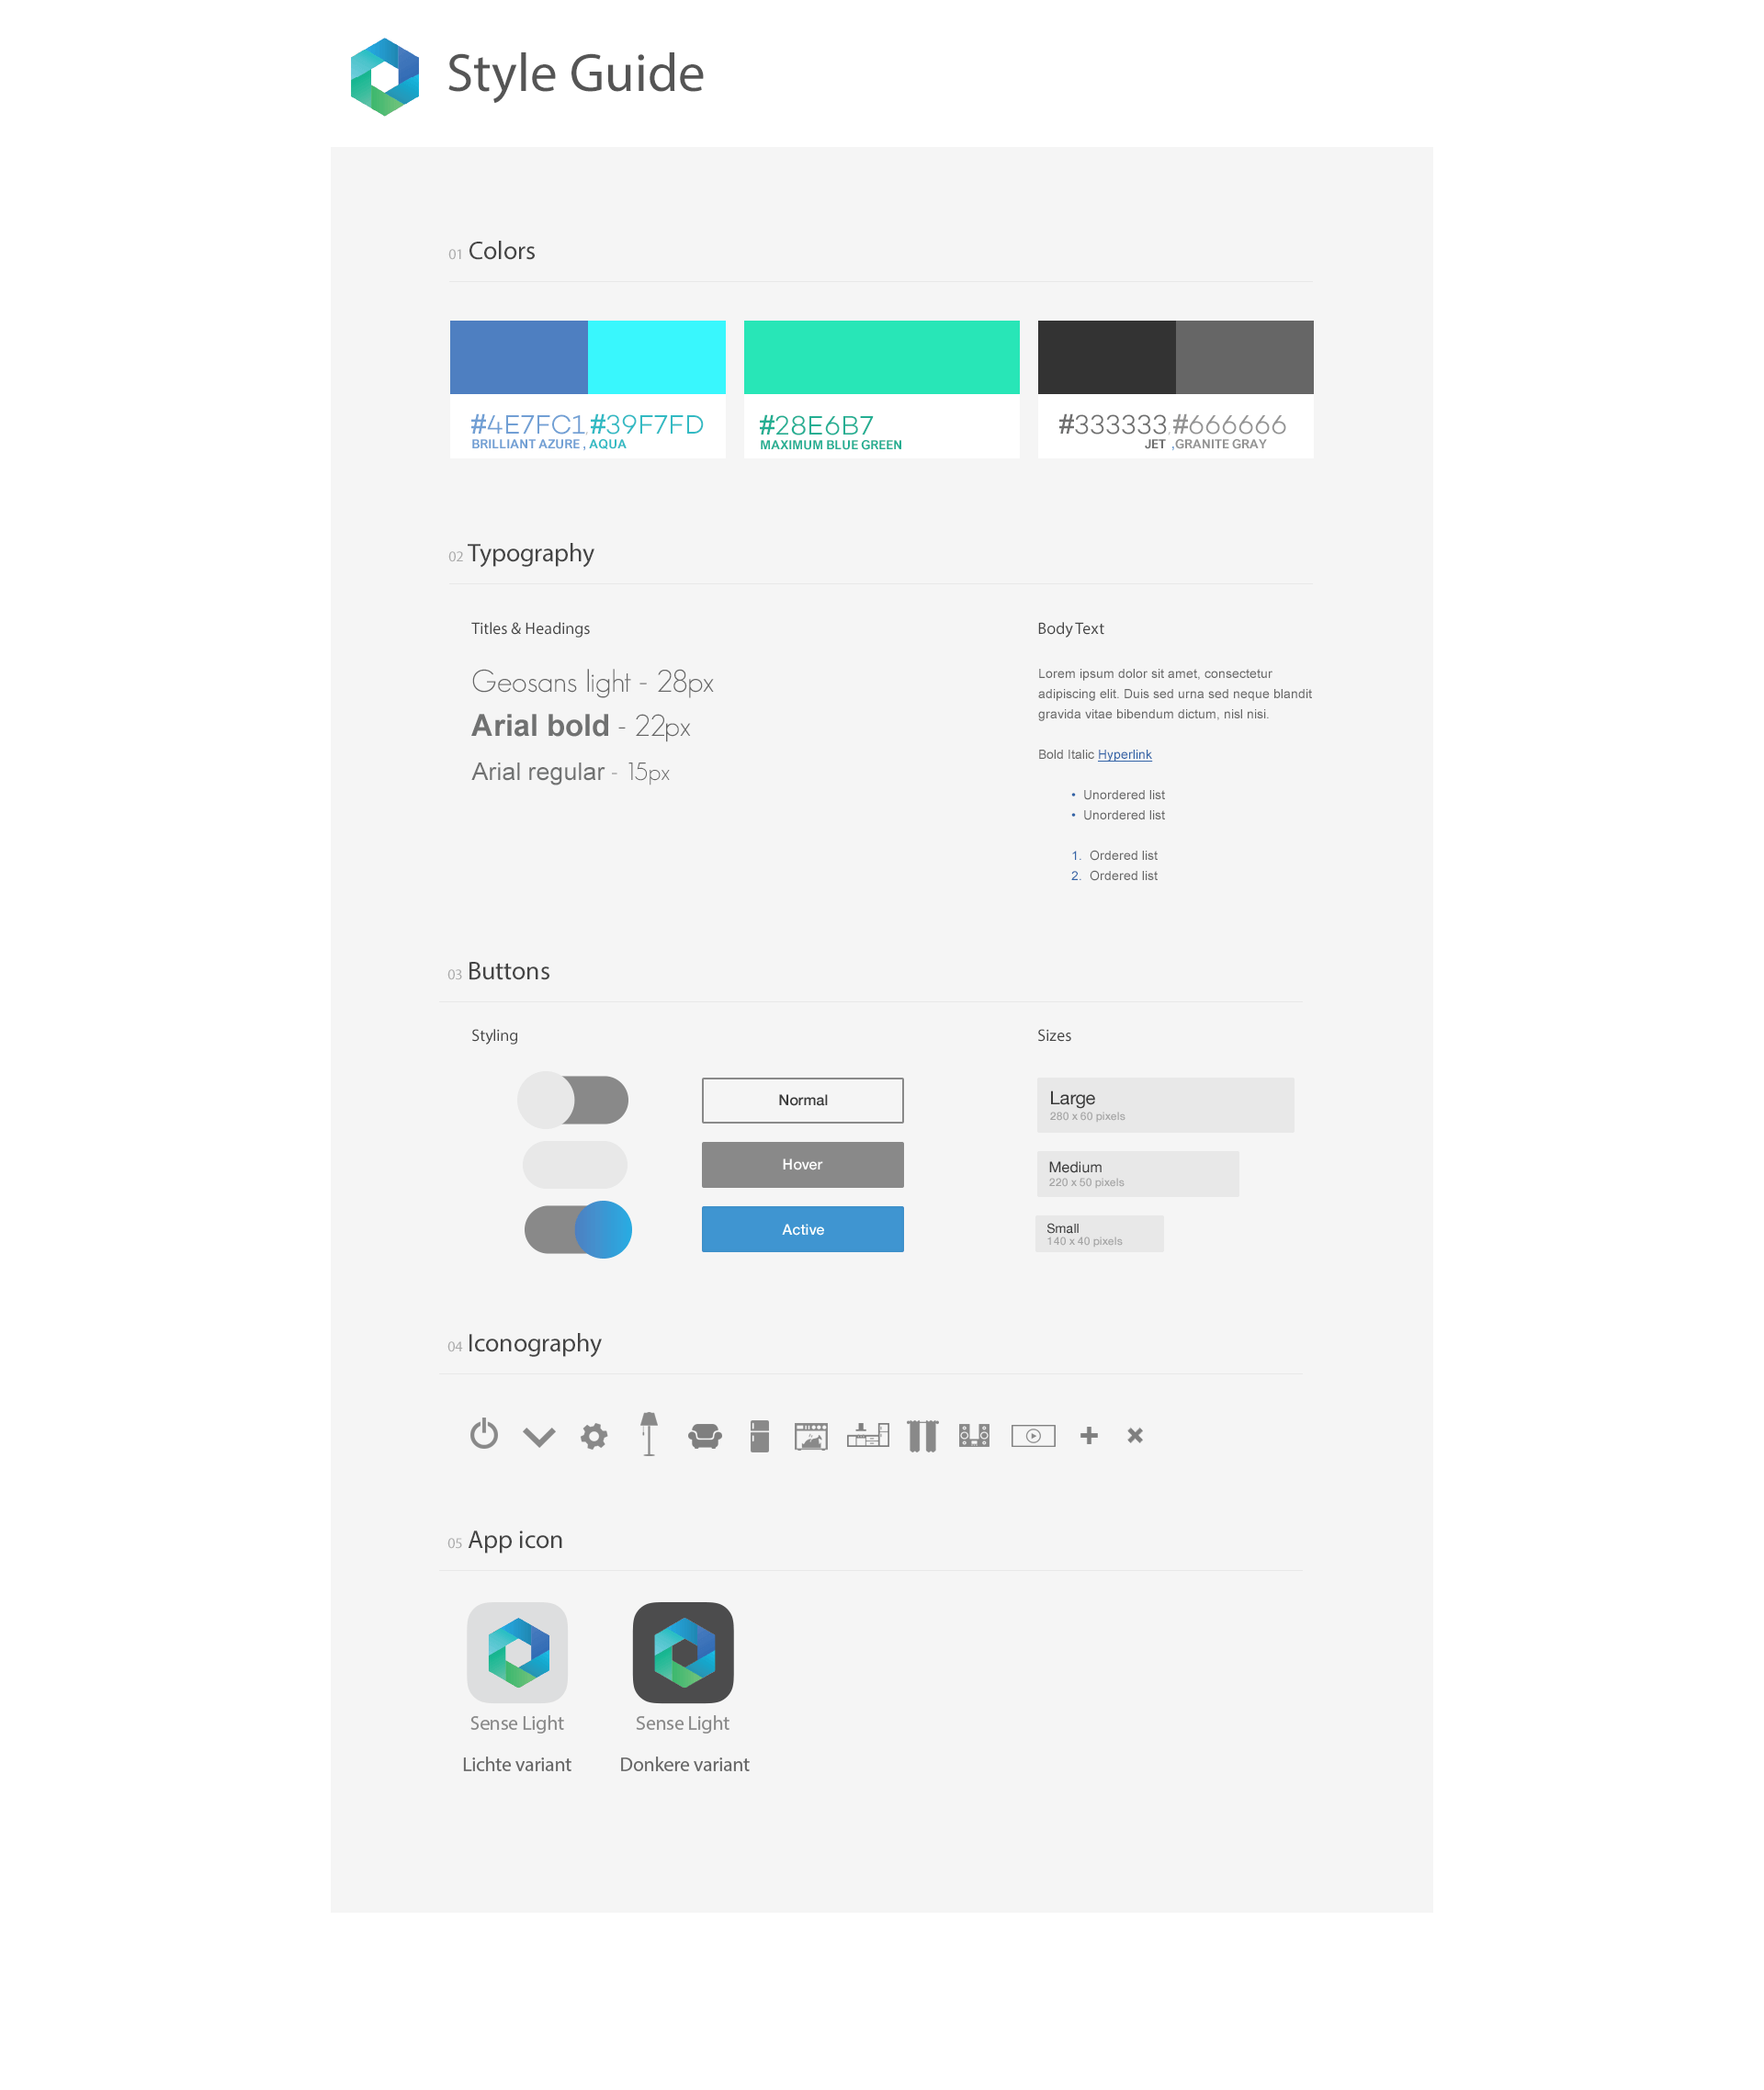 Style Guide
01 Colors
#4E7FC1,#39F7FD
BRILLIANT AZURE , AQUA
#28E6B7
MAXIMUM BLUE GREEN
#333333,#666666
JET ,GRANITE GRAY
02 Typography
Titles & Headings
Geosans light - 28px
Arial bold - 22px
Arial regular - 15px
Body Text
Lorem ipsum dolor sit amet, consectetur
adipiscing elit. Duis sed urna sed neque blandit
gravida vitae bibendum dictum, nisl nisi.
Bold Italic Hyperlink
• Unordered list
• Unordered list
1. Ordered list
2. Ordered list
03 Buttons
Styling
Normal
Hover
Active
Sizes
Large
280 x 60 pixels
Medium
220 x 50 pixels
Small
140 x 40 pixels
04 Iconography
05 App icon
Sense Light
Lichte variant
Sense Light
Donkere variant